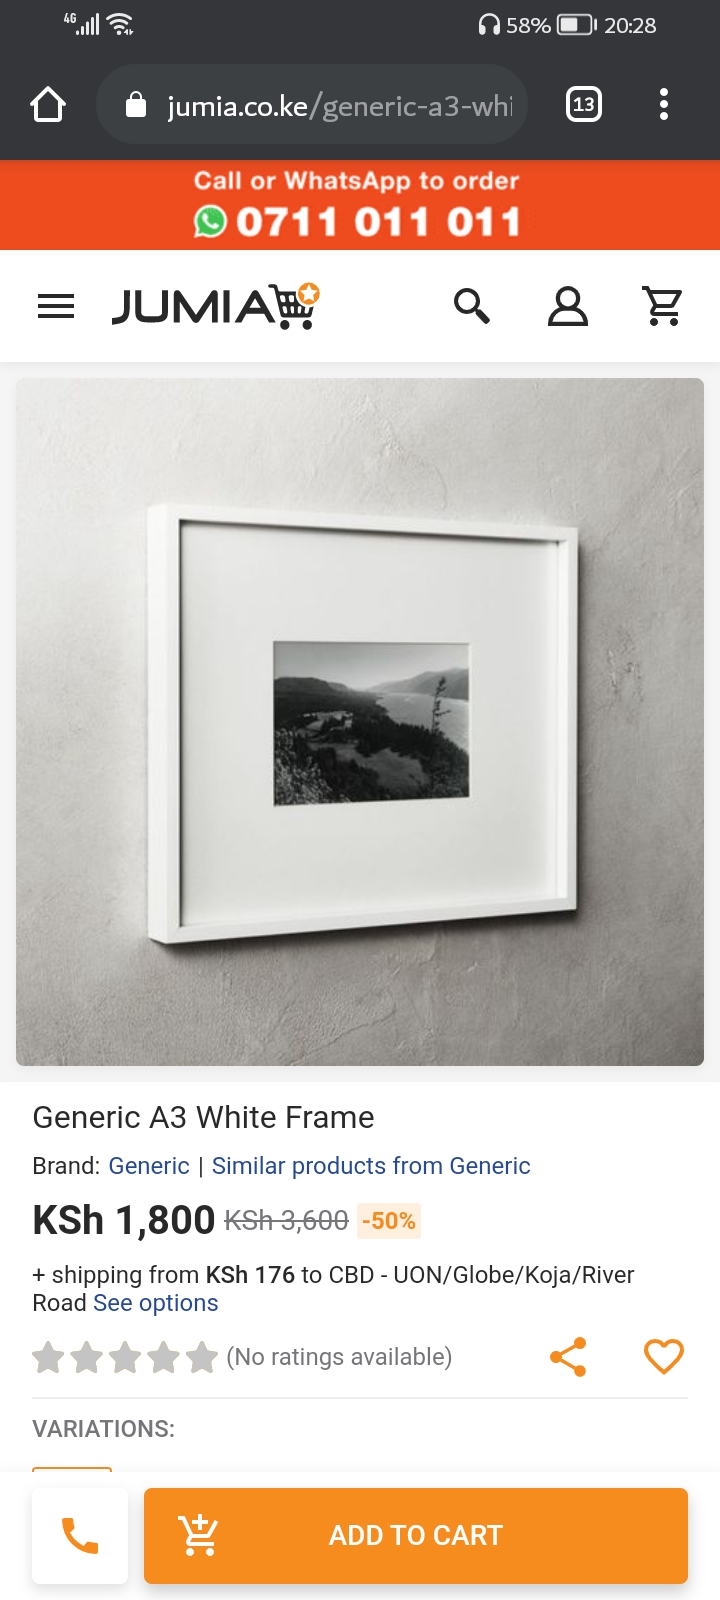 4G 58% 20:28
jumia.co.ke/generic-a3-whi
13
Call or WhatsApp to order
0711 011 011
JUMIA
Generic A3 White Frame
Brand: Generic | Similar products from Generic
KSh 1,800 KSh 3,600 -50%
+ shipping from KSh 176 to CBD - UON/Globe/Koja/River
Road See options
(No ratings available)
VARIATIONS:
ADD TO CART